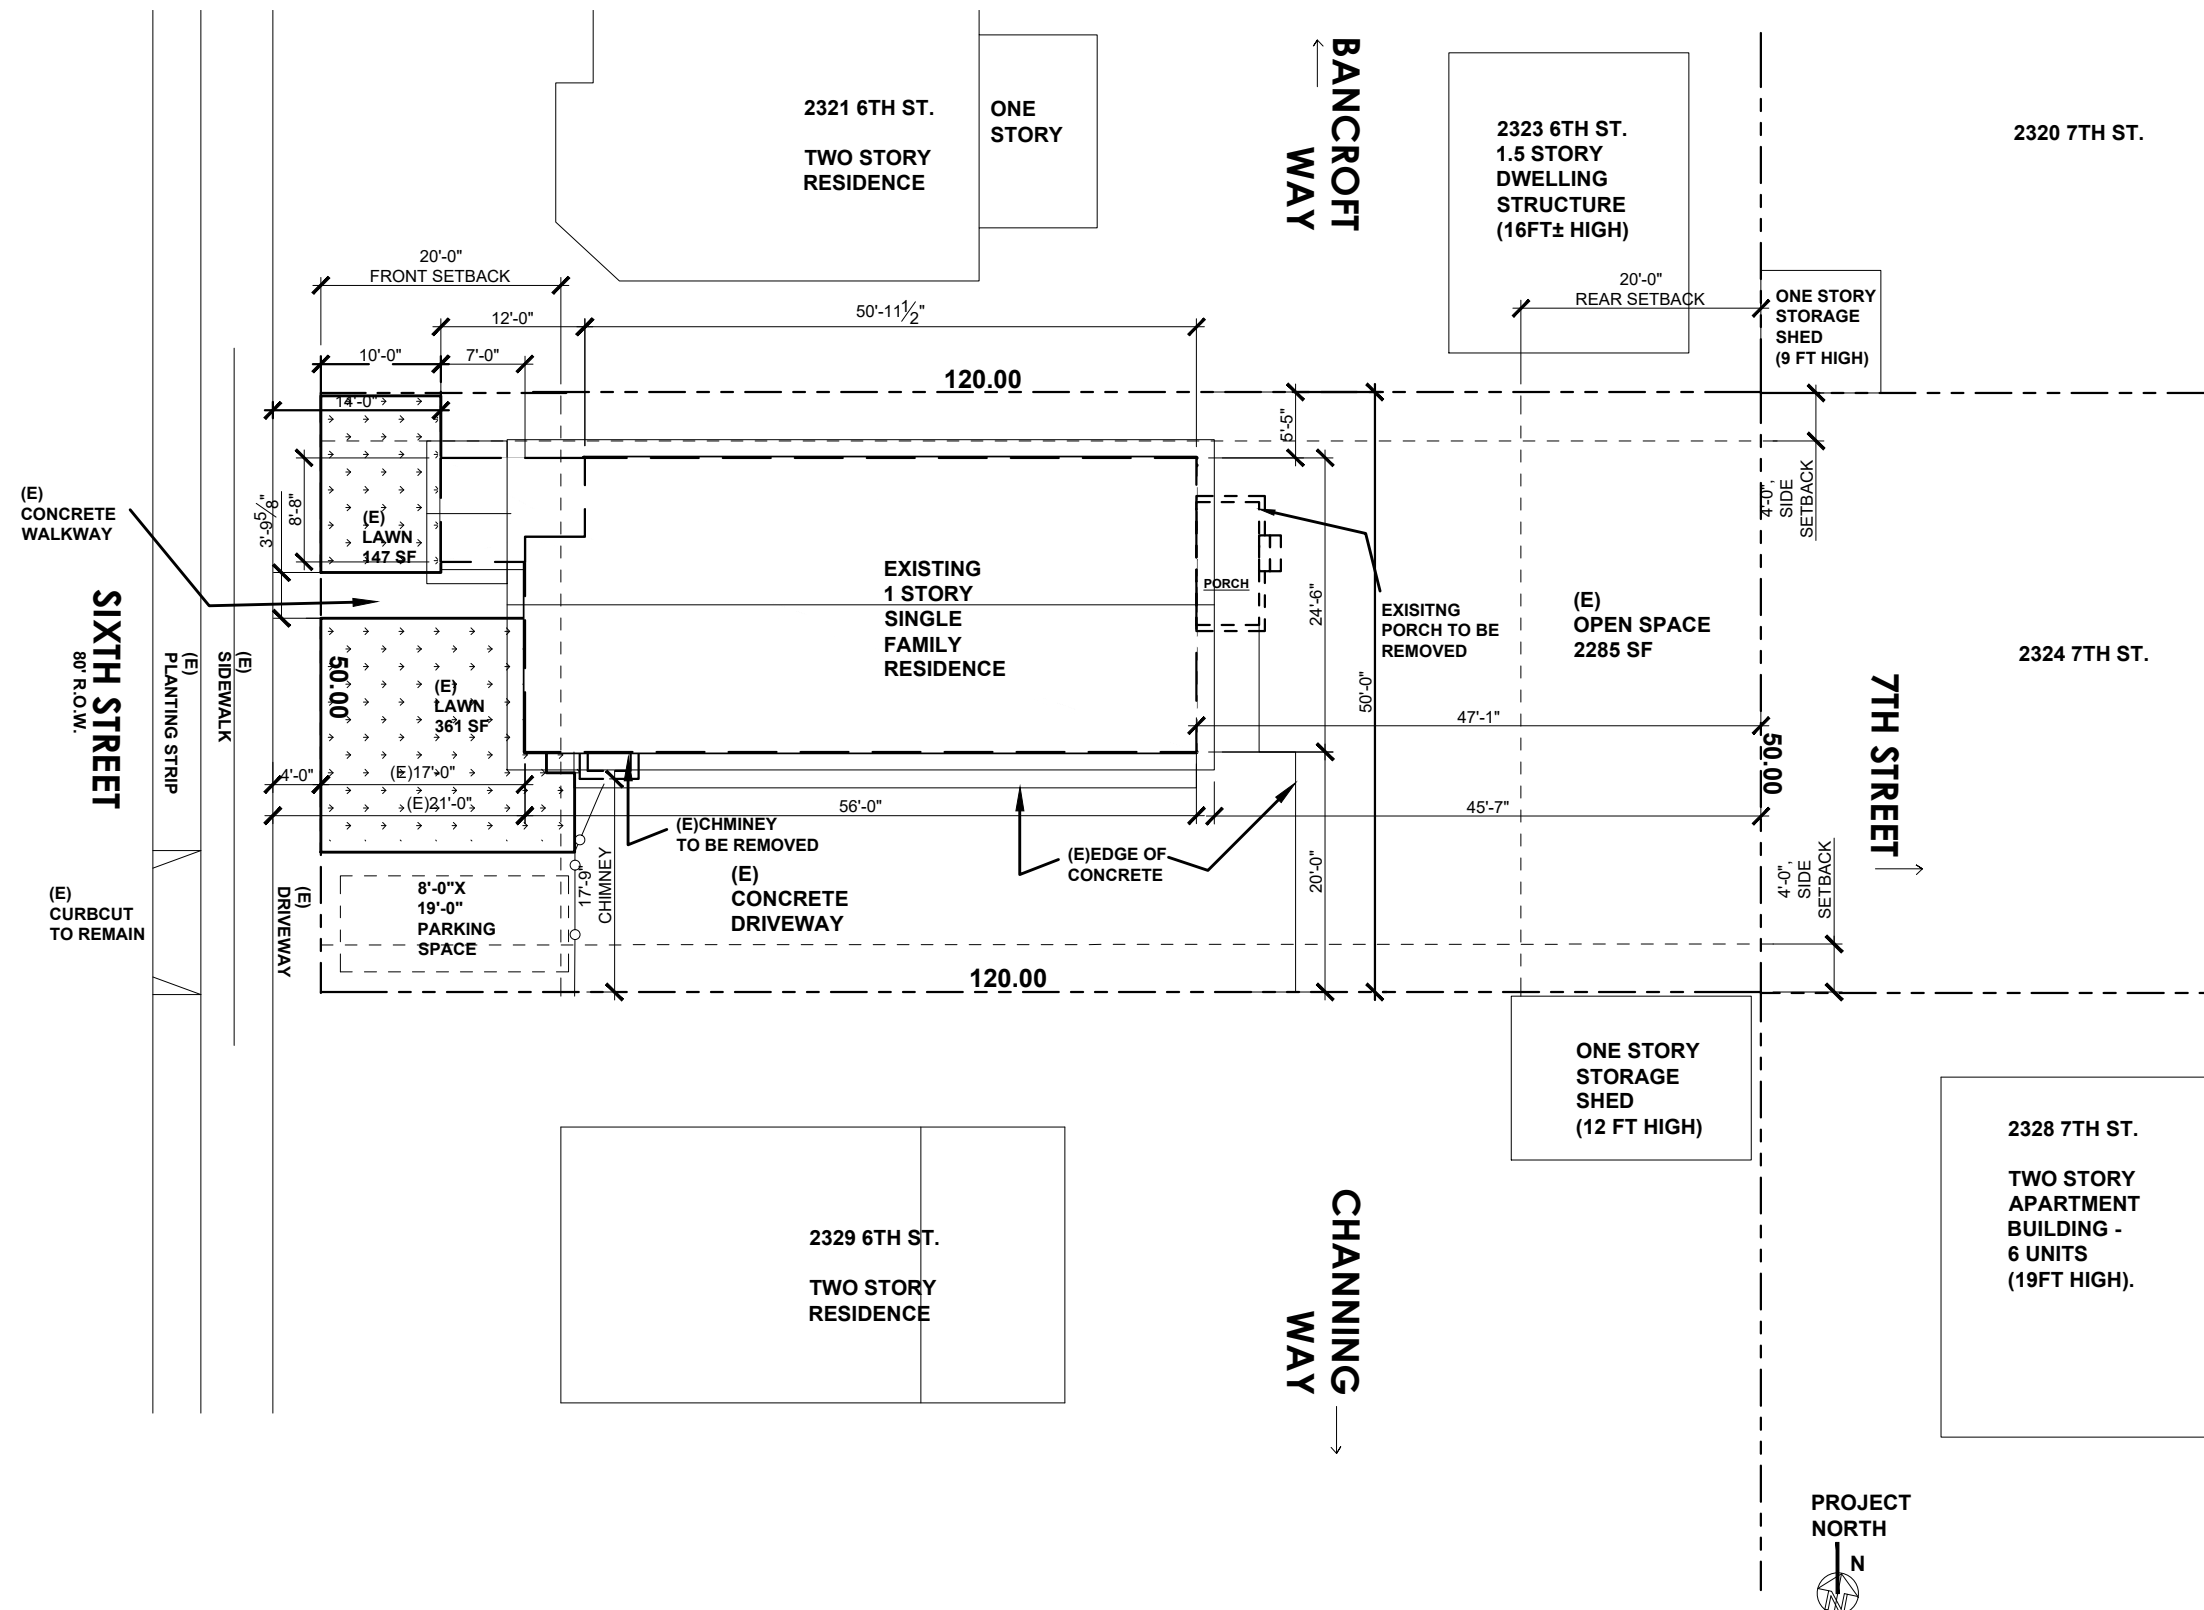 BANCROFT
WAY
2321 6TH ST.
TWO STORY
RESIDENCE
ONE
STORY
2323 6TH ST.
1.5 STORY
DWELLING
STRUCTURE
(16FT± HIGH)
2320 7TH ST.
20'-0"
FRONT SETBACK
20'-0"
REAR SETBACK
ONE STORY
STORAGE
SHED
(9 FT HIGH)
12'-0"
50'-11½"
10'-0"
7'-0"
120.00
14'-0"
5'-5"
4'-0",
SIDE
SETBACK
(E)
CONCRETE
WALKWAY
3'-9⅝"
8'-8"
(E)
LAWN
147 SF
EXISTING
1 STORY
SINGLE
FAMILY
RESIDENCE
PORCH
24'-6"
EXISITNG
PORCH TO BE
REMOVED
(E)
OPEN SPACE
2285 SF
2324 7TH ST.
SIXTH STREET
80' R.O.W.
(E)
PLANTING STRIP
(E)
SIDEWALK
50.00
(E)
LAWN
361 SF
50'-0"
47'-1"
50.00
7TH STREET
4'-0"
(E)17'-0"
(E)21'-0"
56'-0"
45'-7"
(E)CHMINEY
TO BE REMOVED
(E)EDGE OF
CONCRETE
17'-9"
CHIMNEY
20'-0"
4'-0",
SIDE
SETBACK
(E)
CURBCUT
TO REMAIN
(E)
DRIVEWAY
8'-0"X
19'-0"
PARKING
SPACE
(E)
CONCRETE
DRIVEWAY
120.00
ONE STORY
STORAGE
SHED
(12 FT HIGH)
2328 7TH ST.
TWO STORY
APARTMENT
BUILDING -
6 UNITS
(19FT HIGH).
2329 6TH ST.
TWO STORY
RESIDENCE
CHANNING
WAY
PROJECT
NORTH
N
N